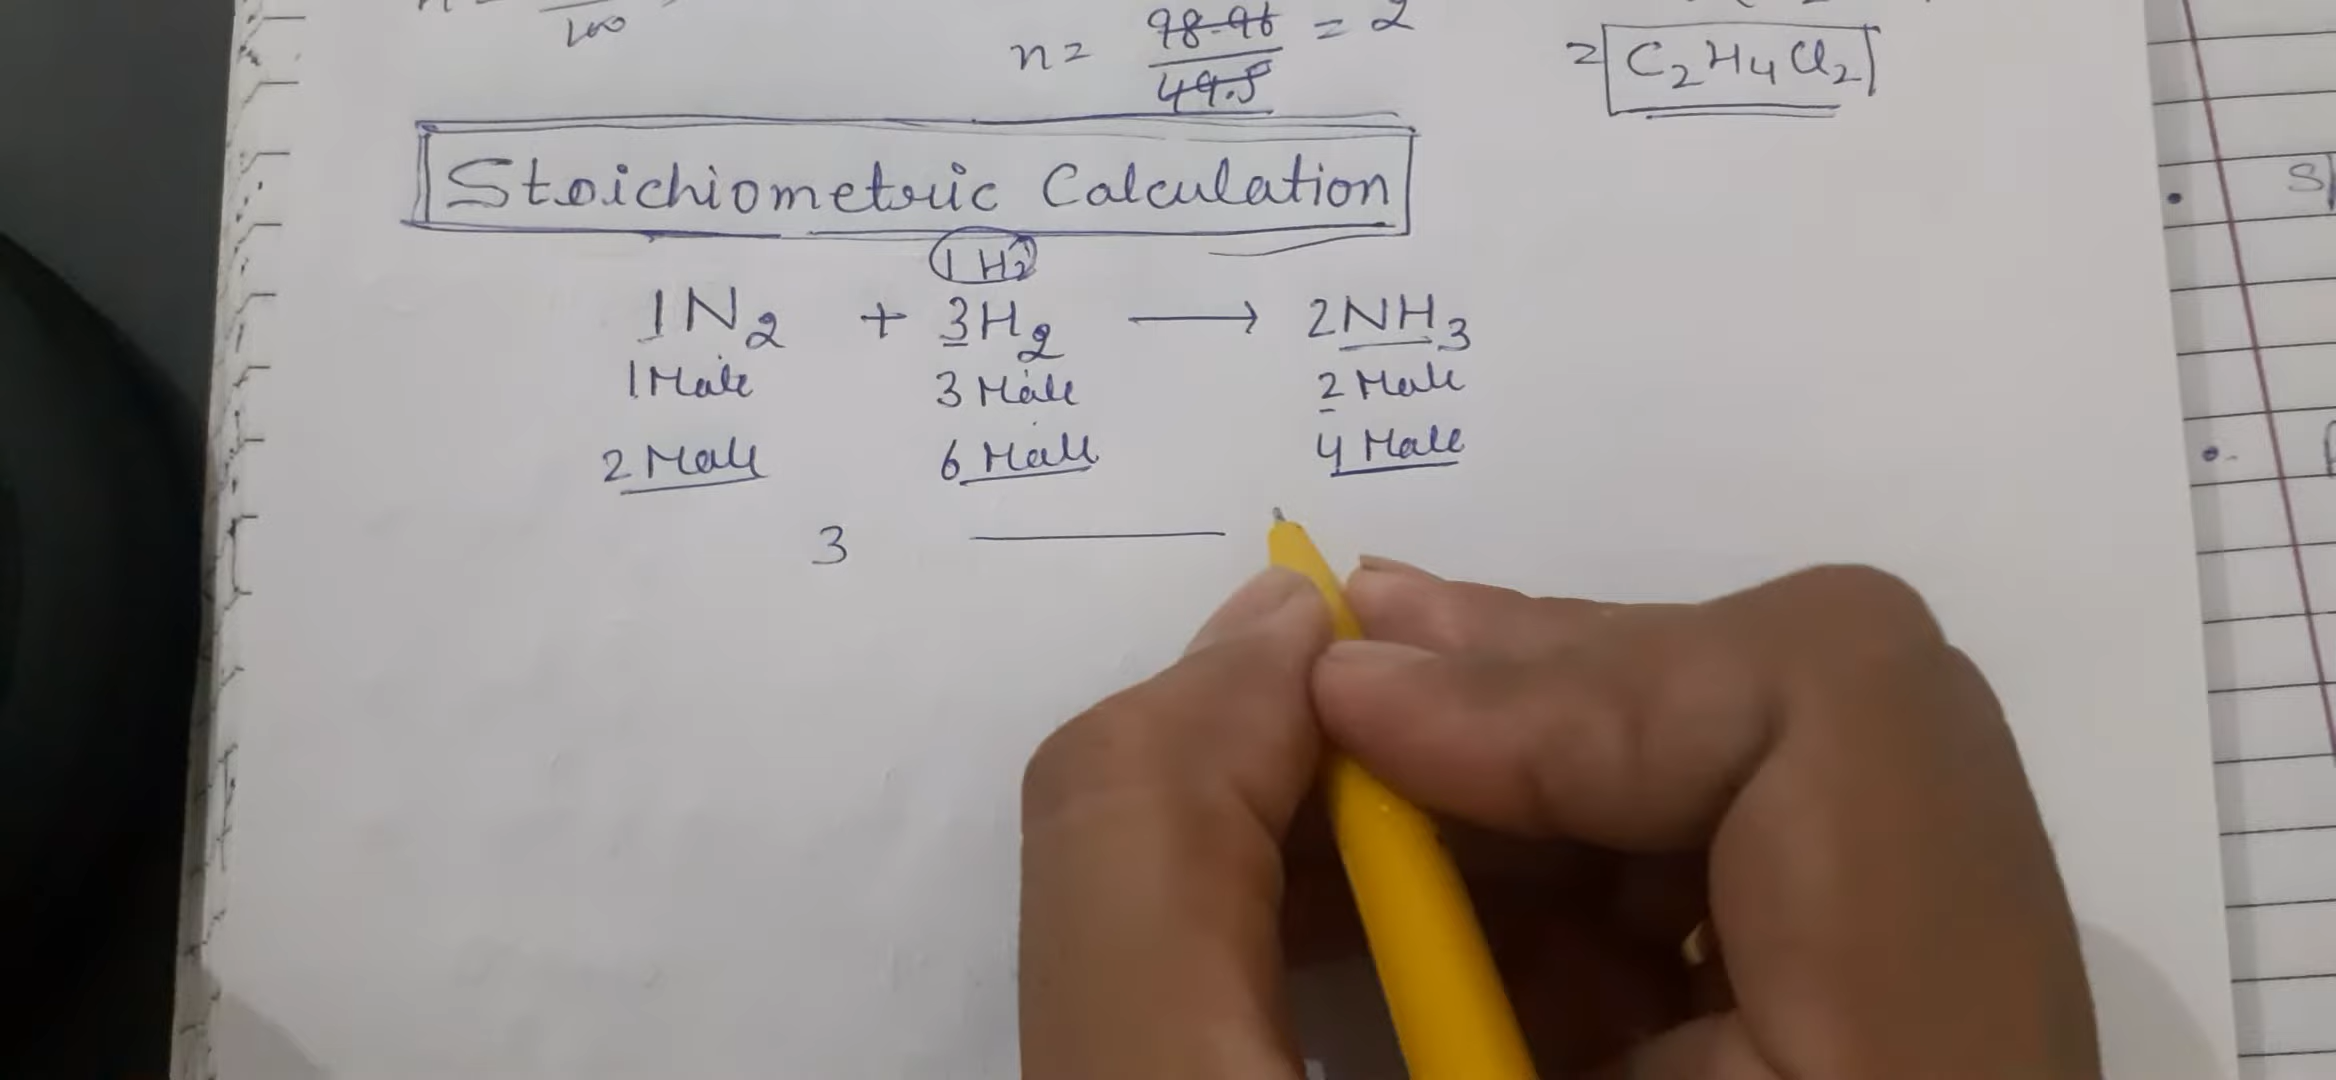 100
n = 98.96 / 49.5 = 2
= C2H4Cl2
Stoichiometric Calculation
1 H2
1N2 + 3H2 → 2NH3
1 Mole 3 Mole 2 Mole
2 Mole 6 Mole 4 Mole
3 ———